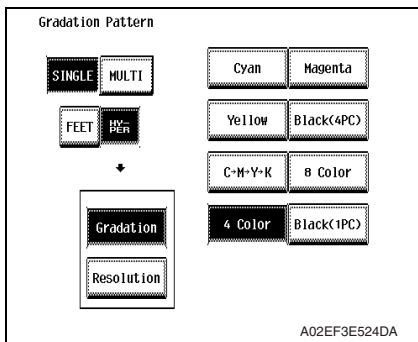 Gradation Pattern
SINGLE MULTI
FEET HY-PER
Gradation
Resolution
Cyan Magenta
Yellow Black(4PC)
C→M→Y→K 8 Color
4 Color Black(1PC)
A02EF3E524DA